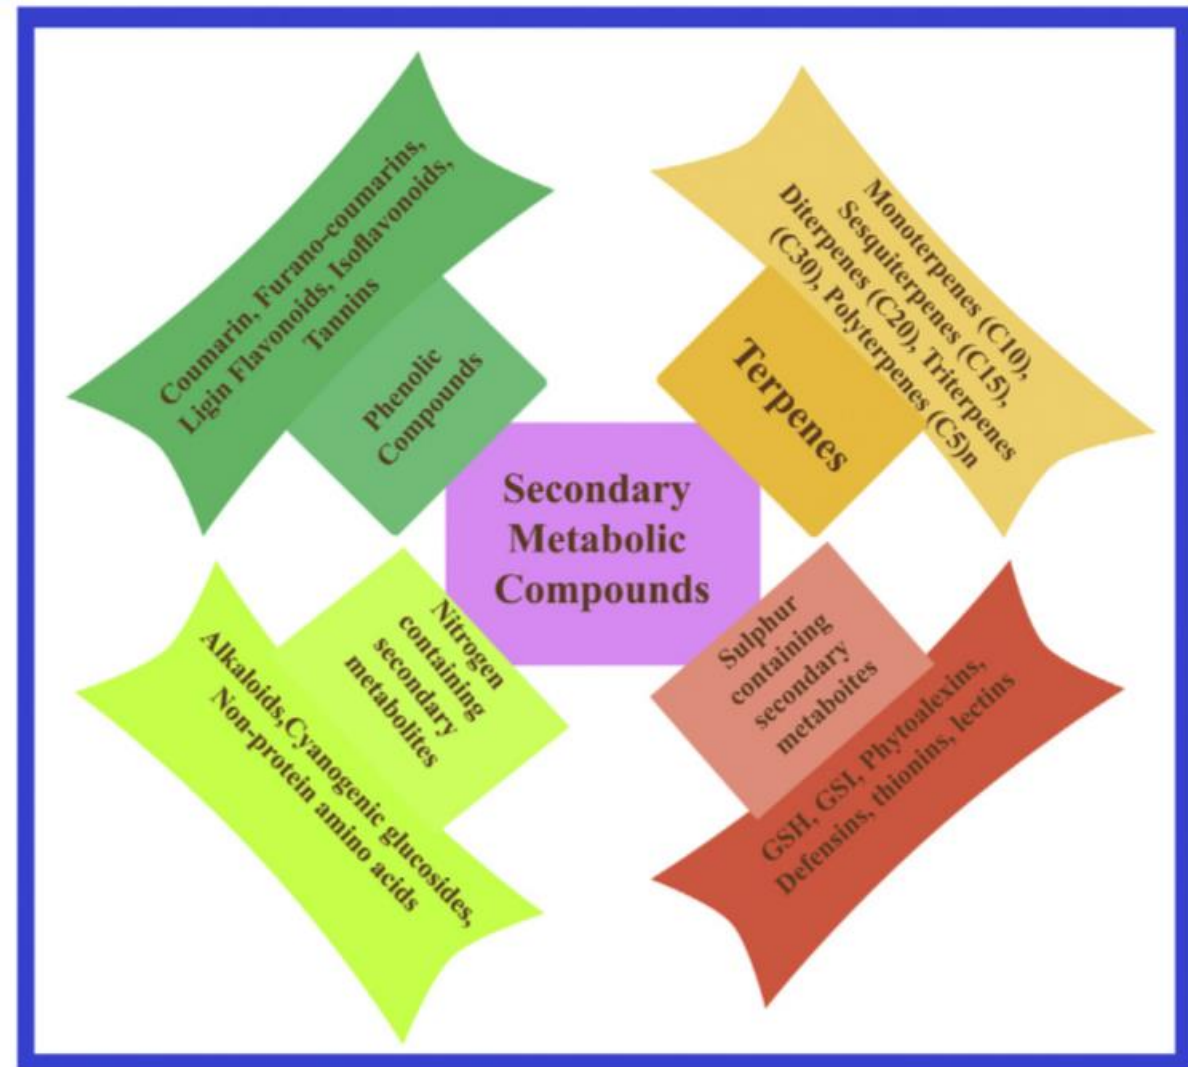 Coumarin, Furano-coumarins,
Ligin Flavonoids, Isoflavonoids,
Tannins
Phenolic
Compounds
Monoterpenes (C10),
Sesquiterpenes (C15),
Diterpenes (C20), Triterpenes
(C30), Polyterpenes (C5)n
Terpenes
Secondary
Metabolic
Compounds
Nitrogen
containing
secondary
metabolites
Alkaloids,Cyanogenic glucosides,
Non-protein amino acids
Sulphur
containing
secondary
metaboites
GSH, GSI, Phytoalexins,
Defensins, thionins, lectins